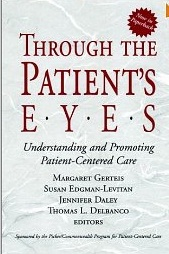 Now in
Paperback
THROUGH THE
PATIENT'S
E·Y·E·S
Understanding and Promoting
Patient-Centered Care
MARGARET GERTEIS
SUSAN EDGMAN-LEVITAN
JENNIFER DALEY
THOMAS L. DELBANCO
EDITORS
Sponsored by the Picker/Commonwealth Program for Patient-Centered Care